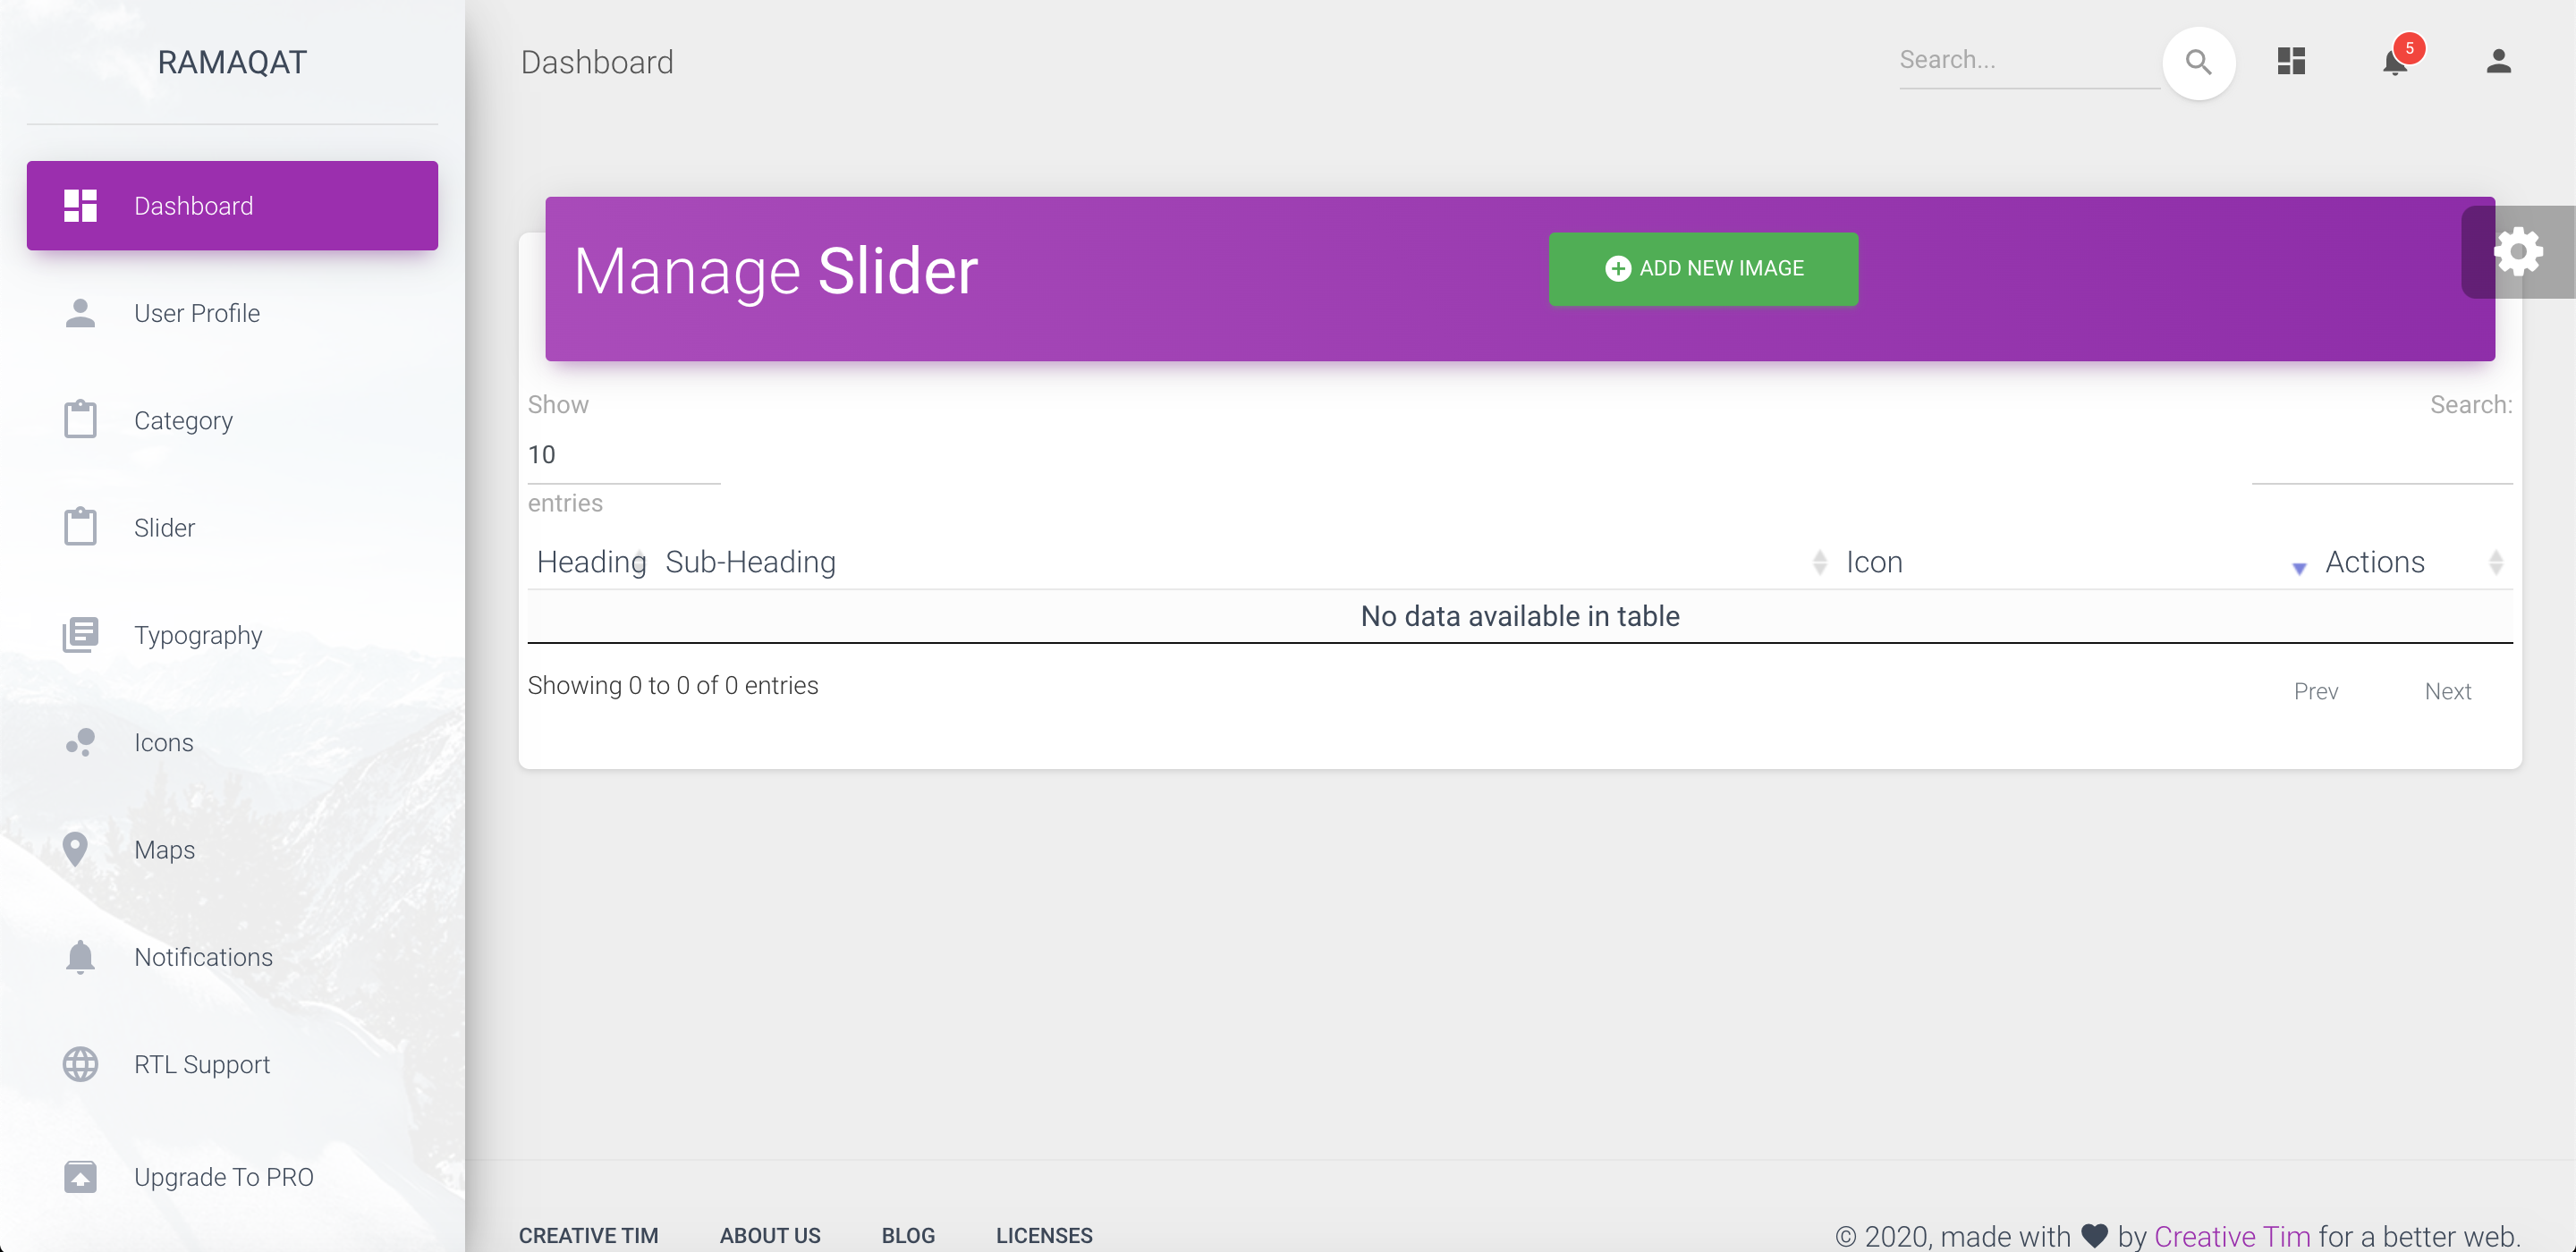 RAMAQAT
Dashboard
User Profile
Category
Slider
Typography
Icons
Maps
Notifications
RTL Support
Upgrade To PRO
Dashboard
Search...
5
Manage Slider
ADD NEW IMAGE
Show
10
entries
Search:
Heading Sub-Heading Icon Actions
No data available in table
Showing 0 to 0 of 0 entries
Prev Next
CREATIVE TIM ABOUT US BLOG LICENSES
© 2020, made with by Creative Tim for a better web.